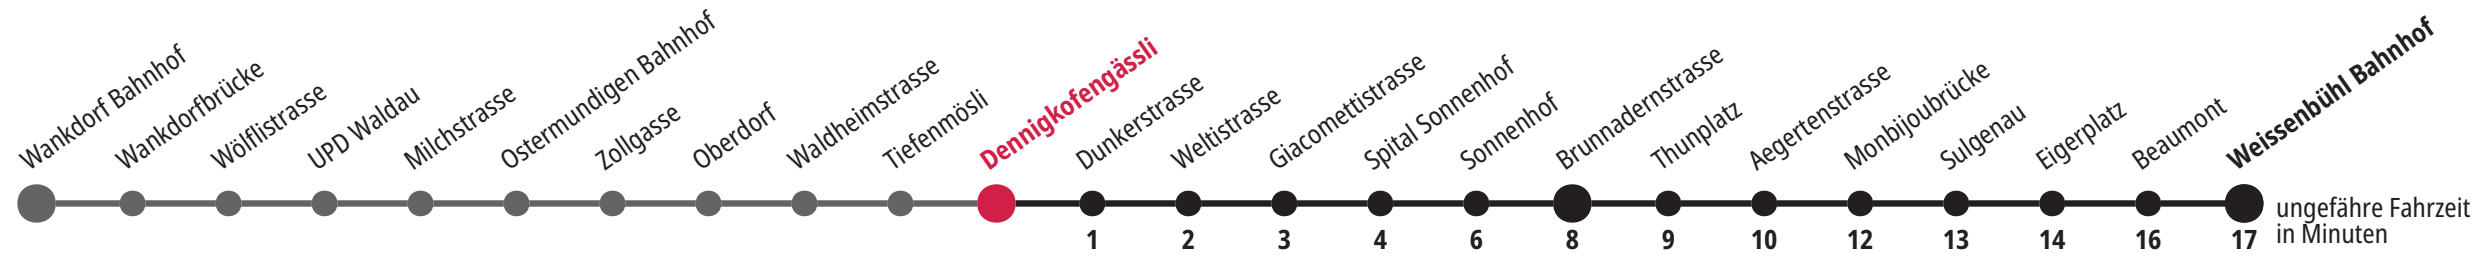 Wankdorf Bahnhof
Wankdorfbrücke
Wölflistrasse
UPD Waldau
Milchstrasse
Ostermundigen Bahnhof
Zollgasse
Oberdorf
Waldheimstrasse
Tiefenmösli
Dennigkofengässli
Dunkerstrasse
Weltistrasse
Giacomettistrasse
Spital Sonnenhof
Sonnenhof
Brunnadernstrasse
Thunplatz
Aegertenstrasse
Monbijoubrücke
Sulgenau
Eigerplatz
Beaumont
Weissenbühl Bahnhof
1 2 3 4 6 8 9 10 12 13 14 16 17
ungefähre Fahrzeit
in Minuten